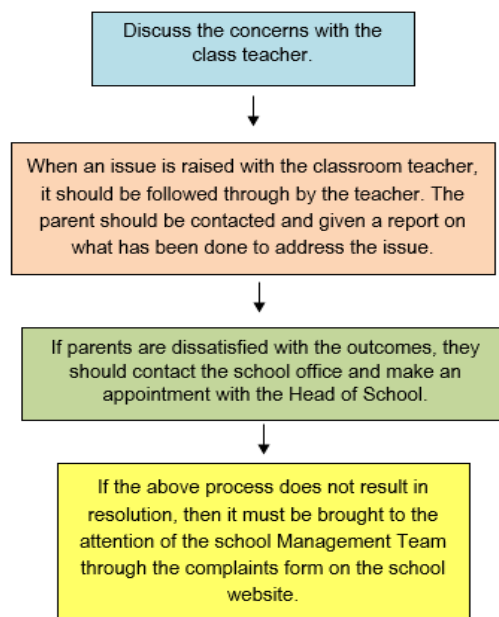 Discuss the concerns with the
class teacher.
When an issue is raised with the classroom teacher,
it should be followed through by the teacher. The
parent should be contacted and given a report on
what has been done to address the issue.
If parents are dissatisfied with the outcomes, they
should contact the school office and make an
appointment with the Head of School.
If the above process does not result in
resolution, then it must be brought to the
attention of the school Management Team
through the complaints form on the school
website.